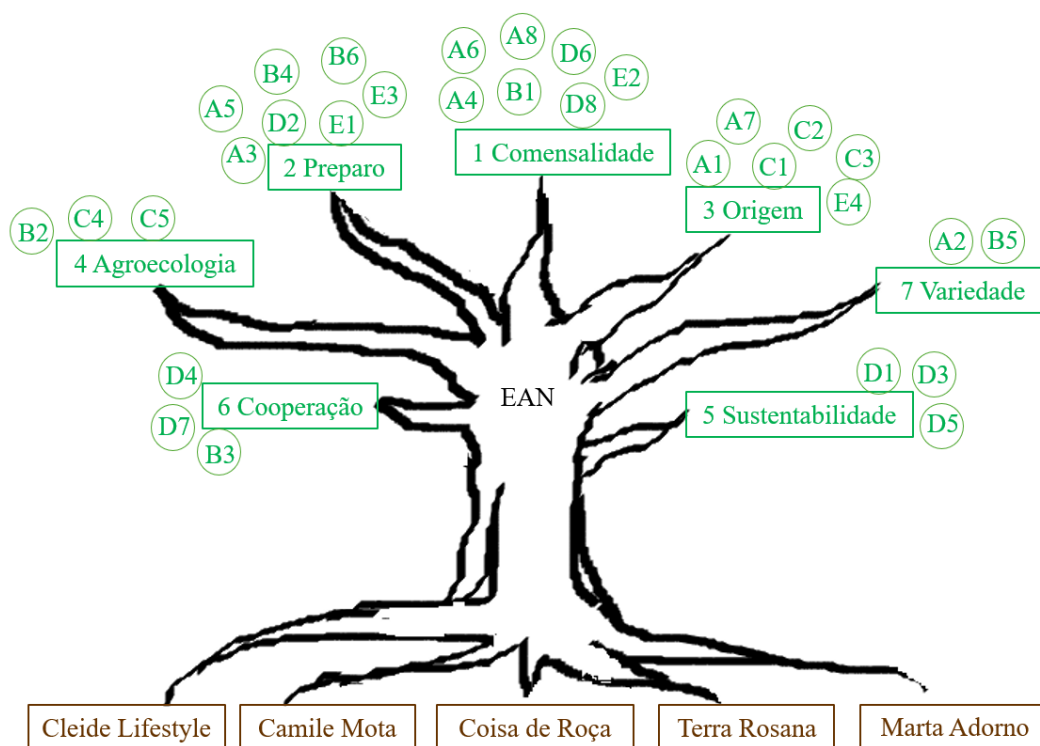 A6
A8
D6
E2
A4
B1
D8
1 Comensalidade
B4
B6
E3
A5
D2
E1
A3
2 Preparo
A7
C2
C3
A1
C1
E4
3 Origem
B2
C4
C5
4 Agroecologia
A2
B5
7 Variedade
D4
D7
B3
6 Cooperação
EAN
D1
D3
D5
5 Sustentabilidade
Cleide Lifestyle
Camile Mota
Coisa de Roça
Terra Rosana
Marta Adorno